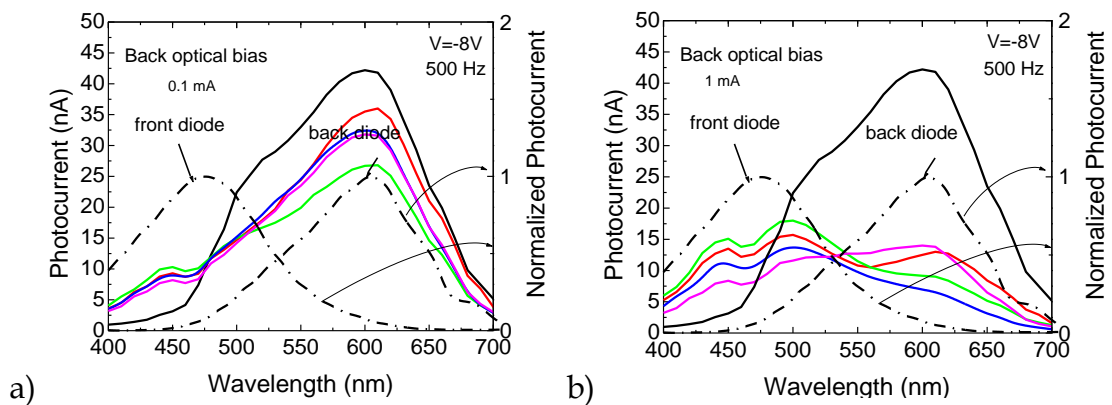 50
45
40
35
30
25
20
15
10
5
0
Photocurrent (nA)
Back optical bias
0.1 mA
front diode
back diode
V=-8V
500 Hz
2
1
0
Normalized Photocurrent
400 450 500 550 600 650 700
Wavelength (nm)
a)
50
45
40
35
30
25
20
15
10
5
0
Photocurrent (nA)
Back optical bias
1 mA
front diode
back diode
V=-8V
500 Hz
2
1
0
Normalized Photocurrent
400 450 500 550 600 650 700
Wavelength (nm)
b)